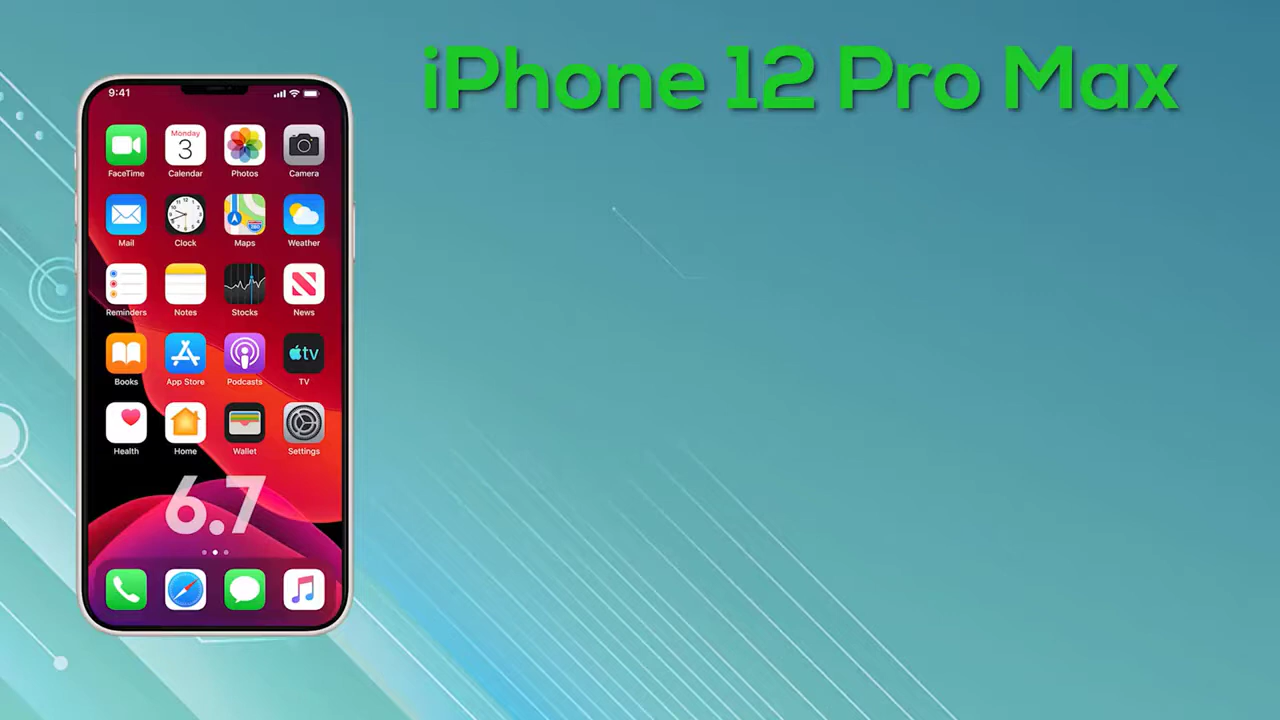 iPhone 12 Pro Max
9:41
Monday
3
FaceTime Calendar Photos Camera
Mail Clock Maps Weather
Reminders Notes Stocks News
tv
Books App Store Podcasts TV
Health Home Wallet Settings
6.7